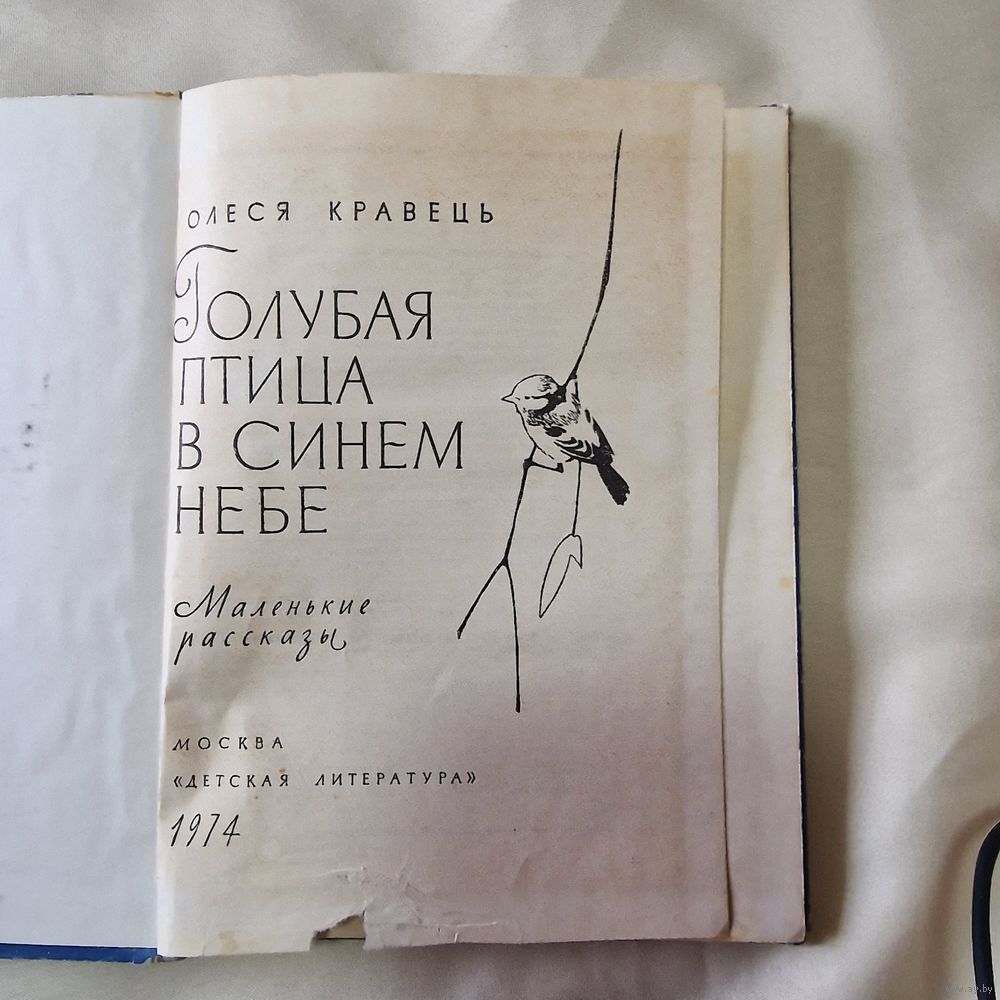 ОЛЕСЯ КРАВЕЦЬ
ГОЛУБАЯ
ПТИЦА
В СИНЕМ
НЕБЕ
Маленькие
рассказы
МОСКВА
«ДЕТСКАЯ ЛИТЕРАТУРА»
1974